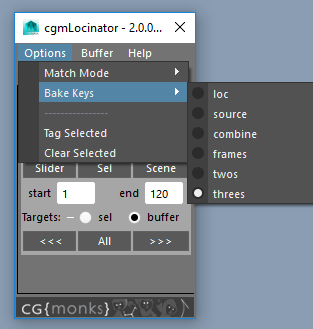 cgmLocinator - 2.0.0...
Options Buffer Help
Match Mode
Bake Keys
loc
source
combine
frames
twos
threes
Tag Selected
Clear Selected
Slider Sel Scene
start 1 end 120
Targets: sel buffer
<<< All >>>
CG{monks}